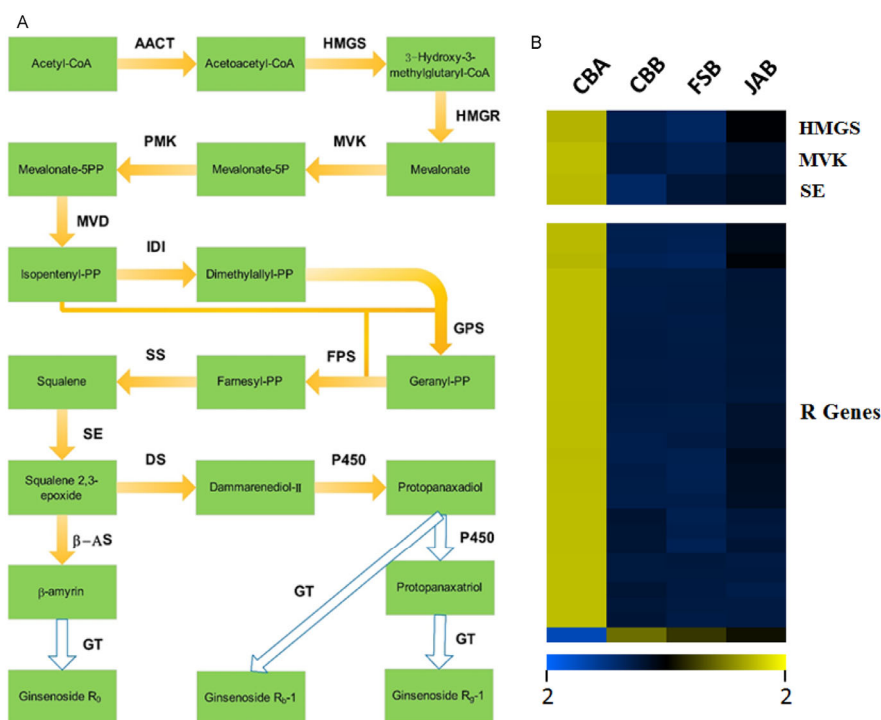 A
Acetyl-CoA
AACT
Acetoacetyl-CoA
HMGS
3-Hydroxy-3-
methylglutaryl-CoA
HMGR
Mevalonate-5PP
PMK
Mevalonate-5P
MVK
Mevalonate
MVD
Isopentenyl-PP
IDI
Dimethylallyl-PP
GPS
Squalene
SS
Farnesyl-PP
FPS
Geranyl-PP
SE
Squalene 2,3-
epoxide
DS
Dammarenediol-II
P450
Protopanaxadiol
β-AS
P450
β-amyrin
GT
Protopanaxatriol
GT
GT
Ginsenoside R0
Ginsenoside Rb-1
Ginsenoside Rg-1
B
CBA CBB FSB JAB
HMGS
MVK
SE
R Genes
2 2